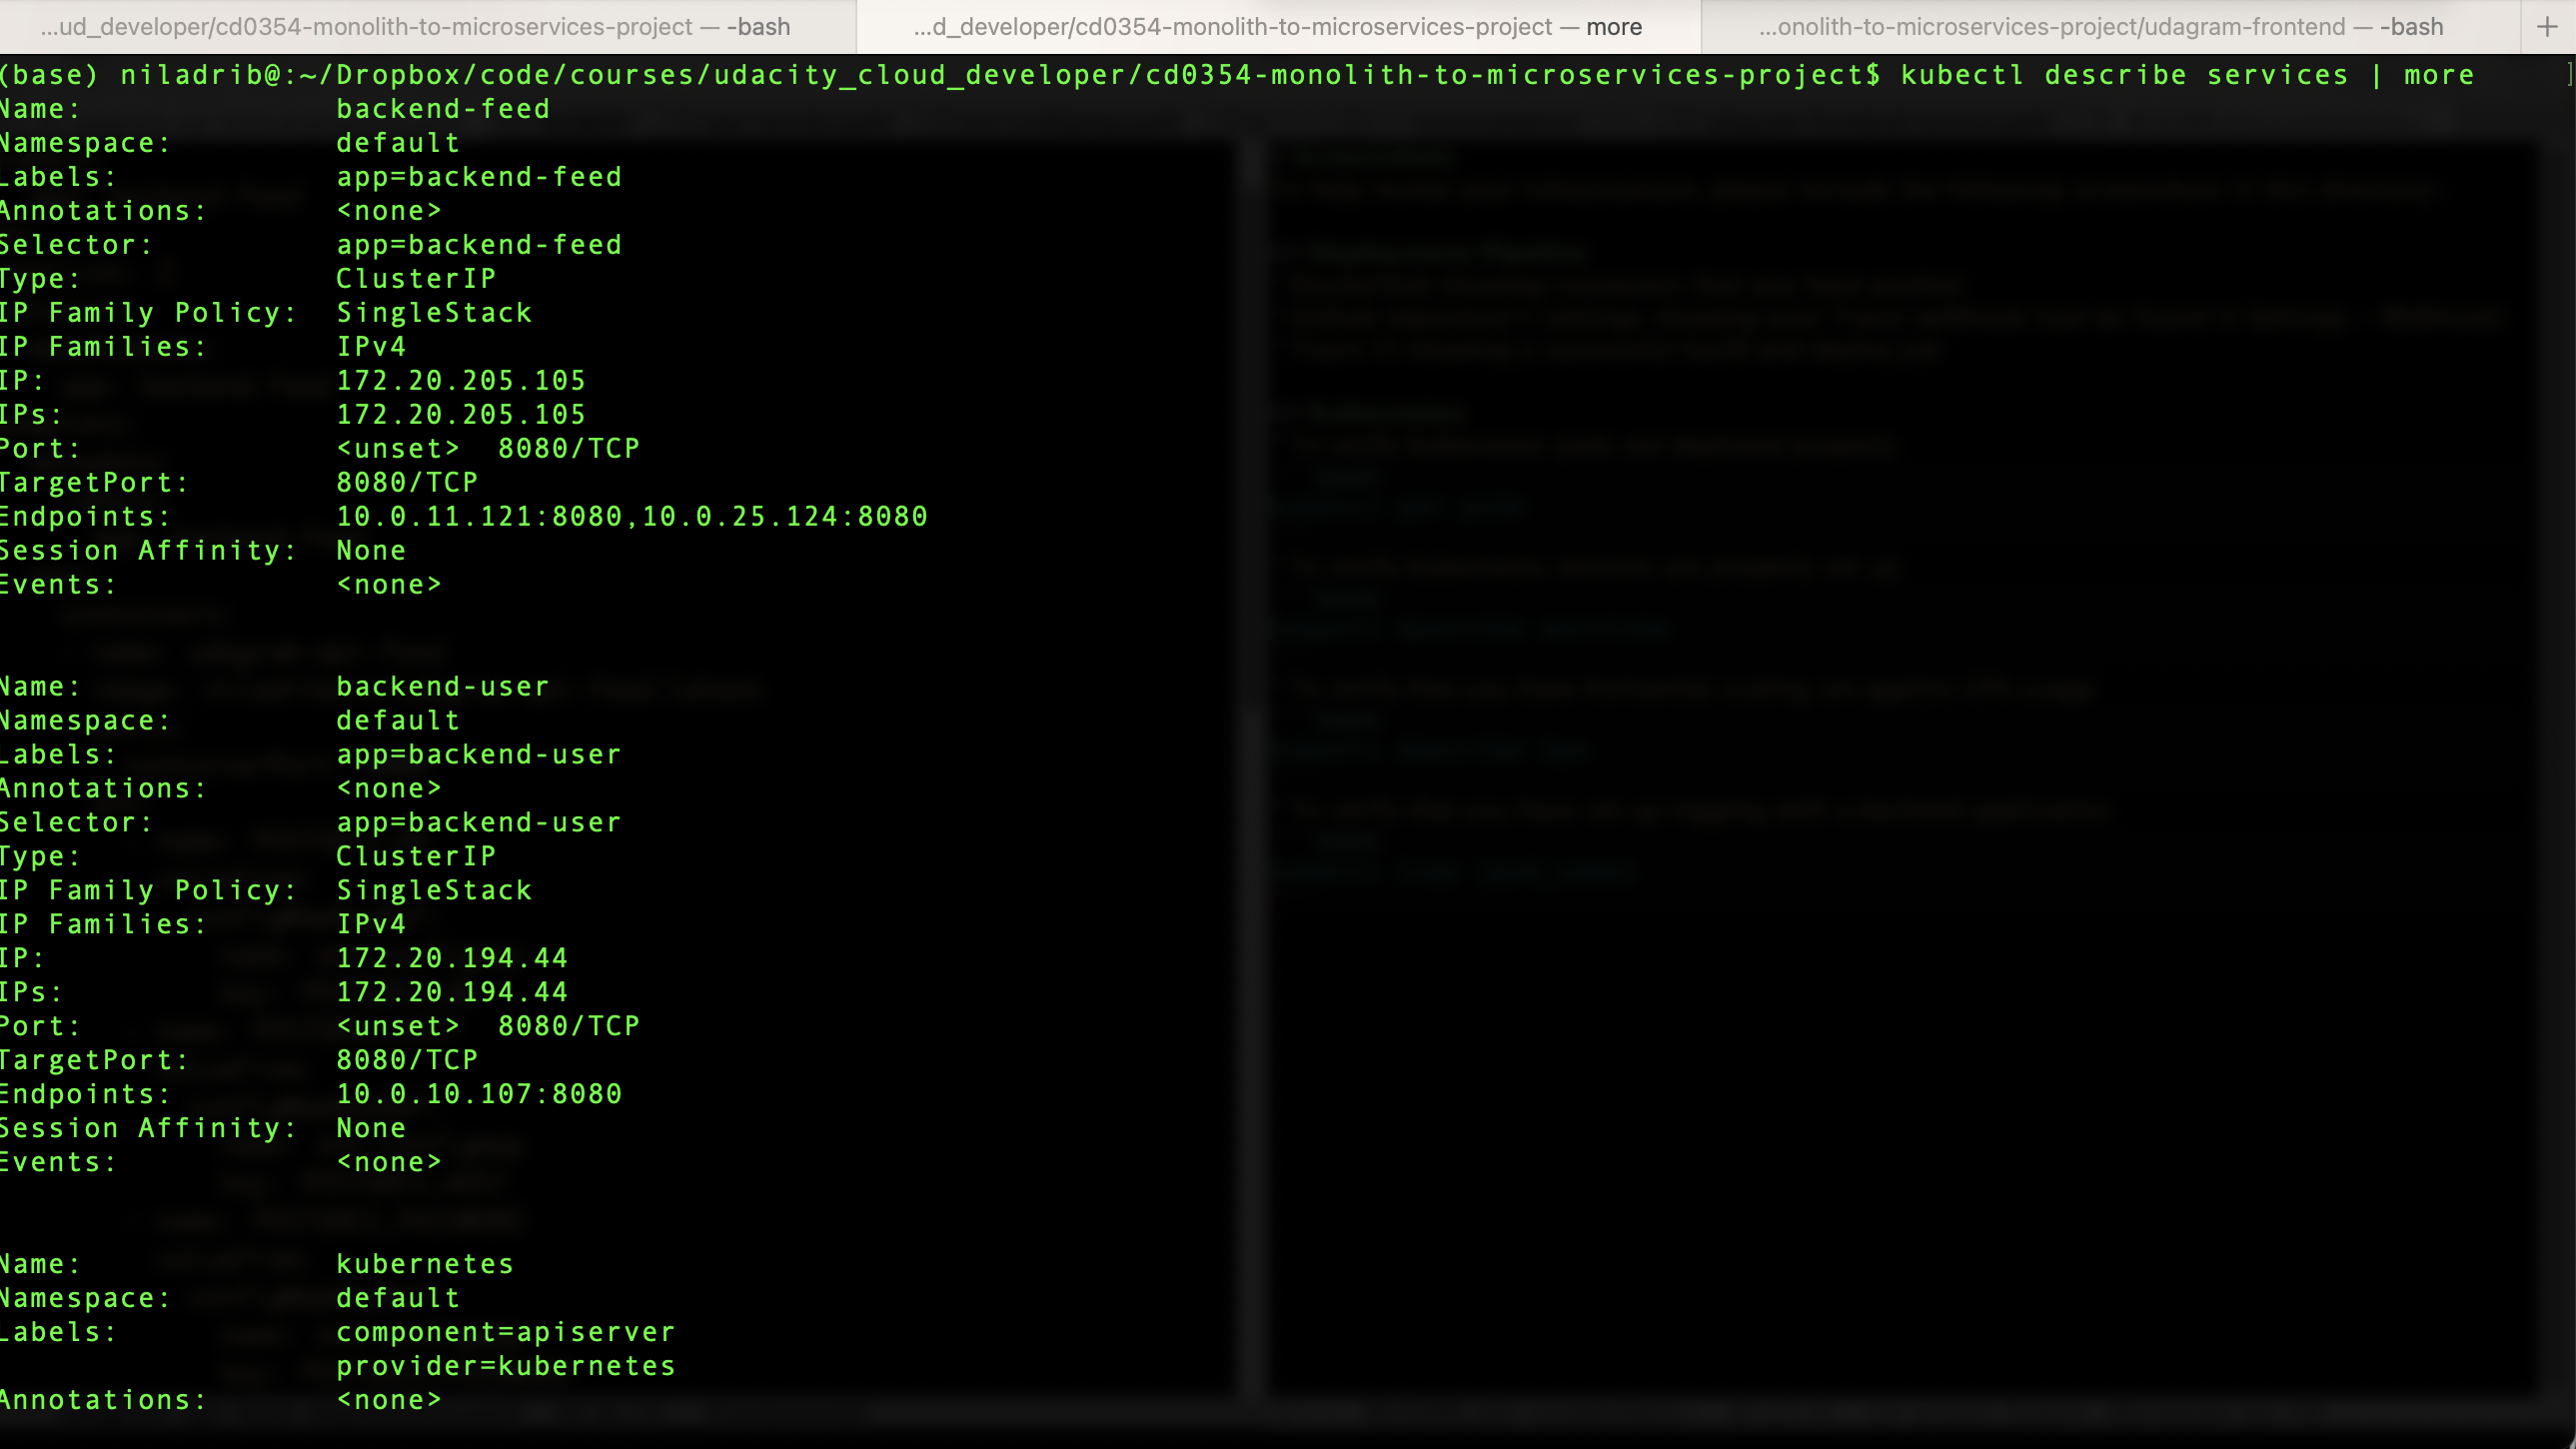 ...ud_developer/cd0354-monolith-to-microservices-project — -bash
...d_developer/cd0354-monolith-to-microservices-project — more
...onolith-to-microservices-project/udagram-frontend — -bash
+
(base) niladrib@:~/Dropbox/code/courses/udacity_cloud_developer/cd0354-monolith-to-microservices-project$ kubectl describe services | more ]
Name: backend-feed
Namespace: default
Labels: app=backend-feed
Annotations: <none>
Selector: app=backend-feed
Type: ClusterIP
IP Family Policy: SingleStack
IP Families: IPv4
IP: 172.20.205.105
IPs: 172.20.205.105
Port: <unset> 8080/TCP
TargetPort: 8080/TCP
Endpoints: 10.0.11.121:8080,10.0.25.124:8080
Session Affinity: None
Events: <none>
Name: backend-user
Namespace: default
Labels: app=backend-user
Annotations: <none>
Selector: app=backend-user
Type: ClusterIP
IP Family Policy: SingleStack
IP Families: IPv4
IP: 172.20.194.44
IPs: 172.20.194.44
Port: <unset> 8080/TCP
TargetPort: 8080/TCP
Endpoints: 10.0.10.107:8080
Session Affinity: None
Events: <none>
Name: kubernetes
Namespace: default
Labels: component=apiserver
provider=kubernetes
Annotations: <none>